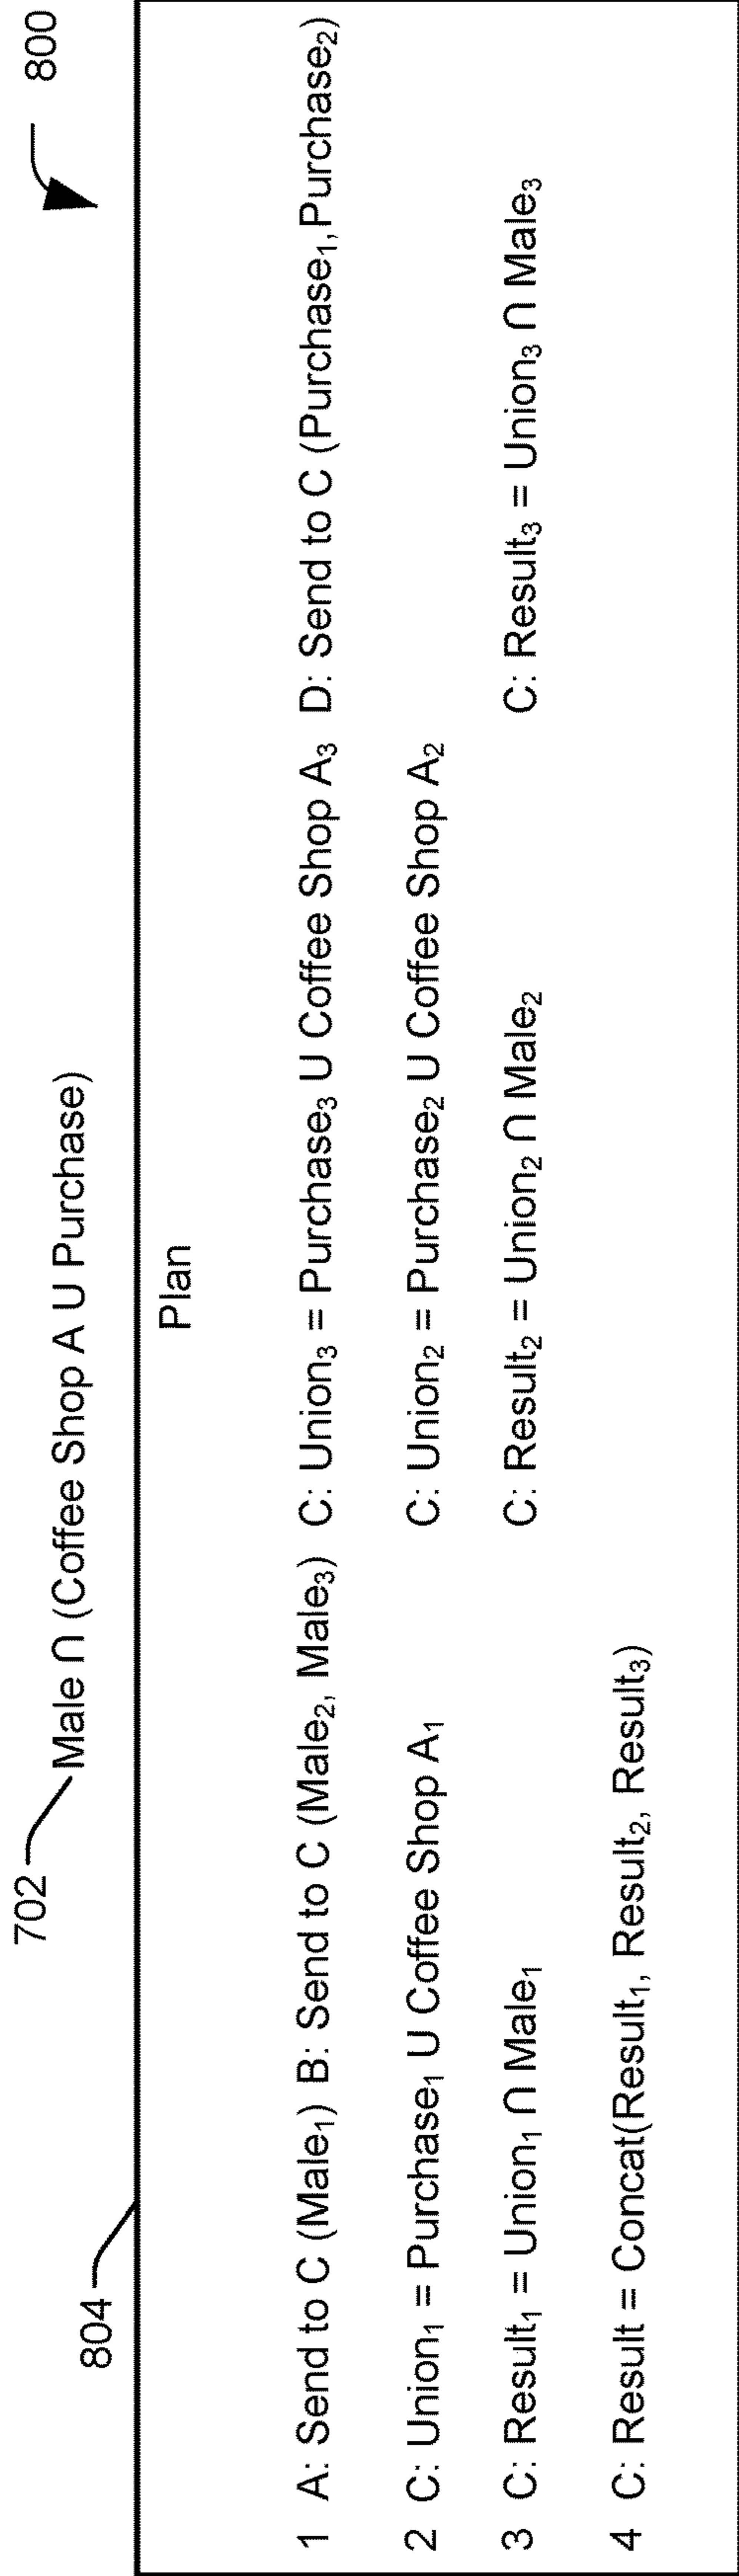 800
702
Male ∩ (Coffee Shop A U Purchase)
804
Plan
1 A: Send to C (Male₁) B: Send to C (Male₂, Male₃) C: Union₃ = Purchase₃ U Coffee Shop A₃ D: Send to C (Purchase₁,Purchase₂)
2 C: Union₁ = Purchase₁ U Coffee Shop A₁ C: Union₂ = Purchase₂ U Coffee Shop A₂
3 C: Result₁ = Union₁ ∩ Male₁ C: Result₂ = Union₂ ∩ Male₂ C: Result₃ = Union₃ ∩ Male₃
4 C: Result = Concat(Result₁, Result₂, Result₃)